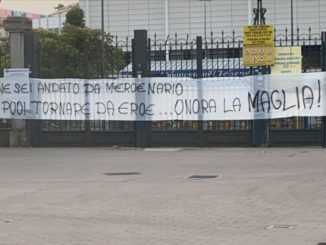 NE SEI ANDATO DA MERCENARIO
PUOI TORNARE DA EROE...ONORA LA MAGLIA!